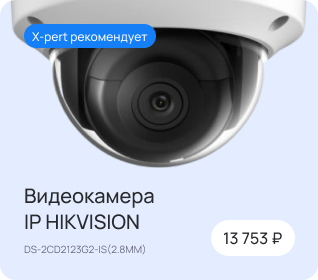 X-pert рекомендует
Видеокамера
IP HIKVISION
DS-2CD2123G2-IS(2.8MM)
13 753 ₽